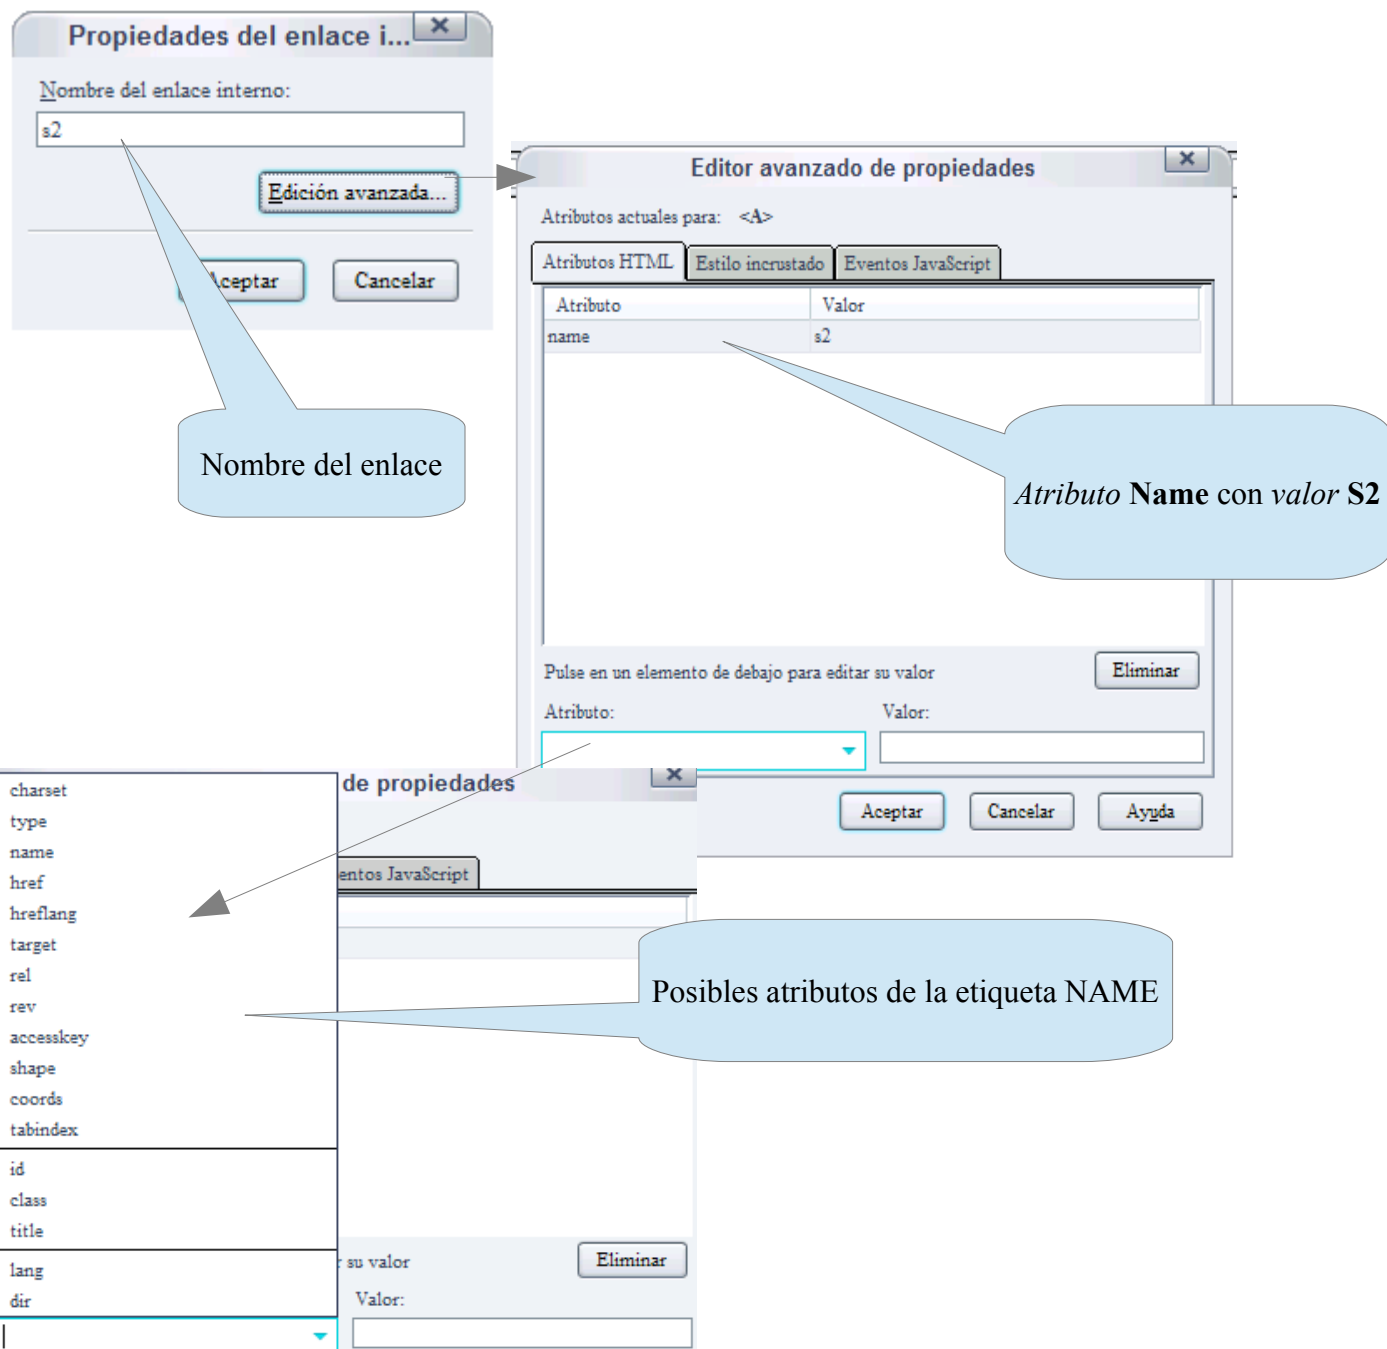 Propiedades del enlace i...
Nombre del enlace interno:
s2
Edición avanzada...
Aceptar
Cancelar
Nombre del enlace
Editor avanzado de propiedades
Atributos actuales para: <A>
Atributos HTML
Estilo incrustado
Eventos JavaScript
Atributo
Valor
name
s2
Atributo Name con valor S2
Pulse en un elemento de debajo para editar su valor
Eliminar
Atributo:
Valor:
Aceptar
Cancelar
Ayuda
de propiedades
entos JavaScript
charset
type
name
href
hreflang
target
rel
rev
accesskey
shape
coords
tabindex
id
class
title
lang
dir
Posibles atributos de la etiqueta NAME
su valor
Eliminar
Valor: